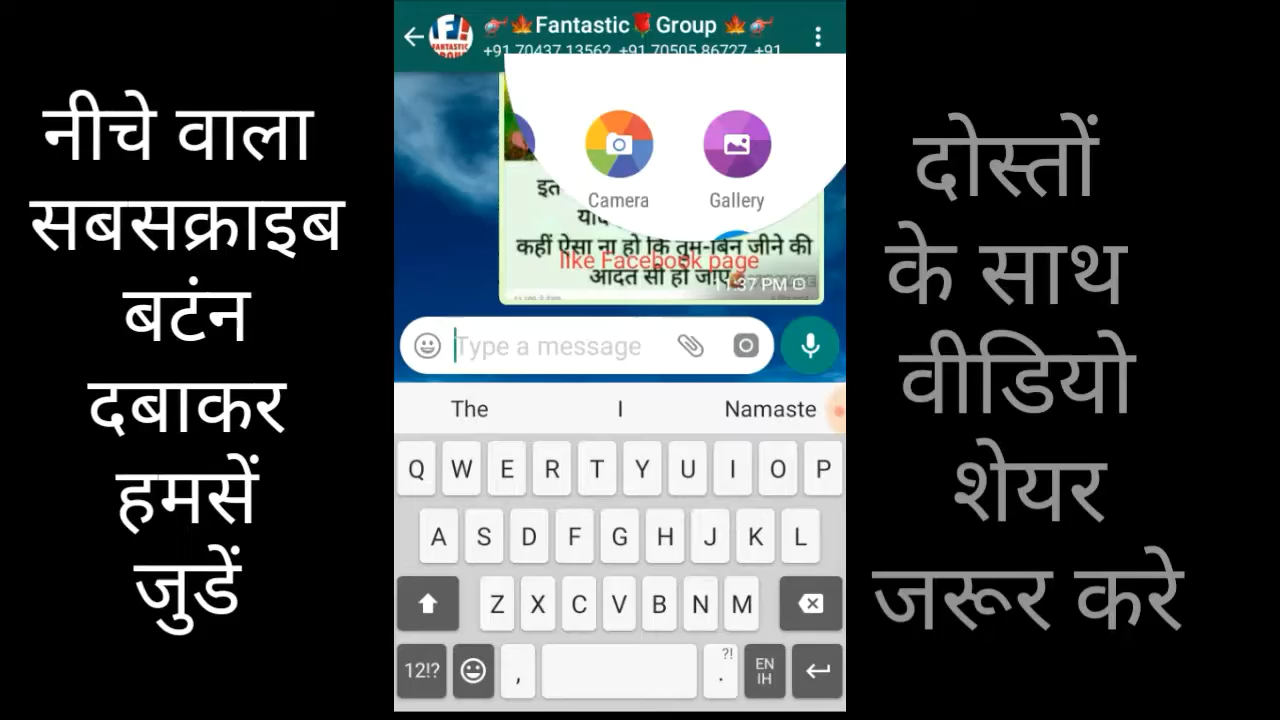 नीचे वाला
सबसक्राइब
बटंन
दबाकर
हमसें
जुडें
Fantastic Group
+91 70437 13562, +91 70505 86727, +91
Camera
Gallery
इत
कहीं ऐसा ना हो कि तुम-बिन जीने की
like Facebook page
आदत सी हो जाए
11:37 PM
Type a message
The I Namaste
Q W E R T Y U I O P
A S D F G H J K L
Z X C V B N M
12!? , ?! . EN IH
दोस्तों
के साथ
वीडियो
शेयर
जरूर करे